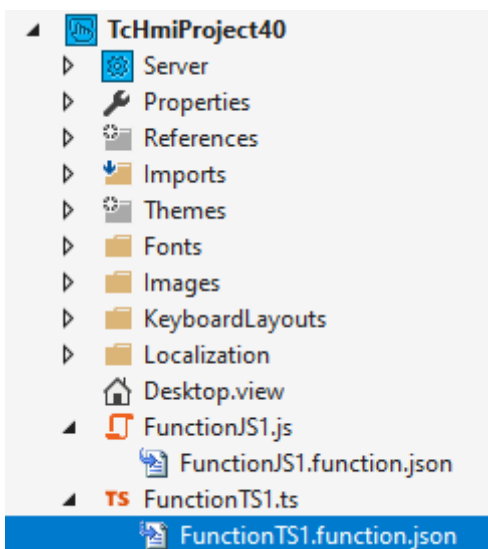 TcHmiProject40
Server
Properties
References
Imports
Themes
Fonts
Images
KeyboardLayouts
Localization
Desktop.view
FunctionJS1.js
FunctionJS1.function.json
TS FunctionTS1.ts
FunctionTS1.function.json